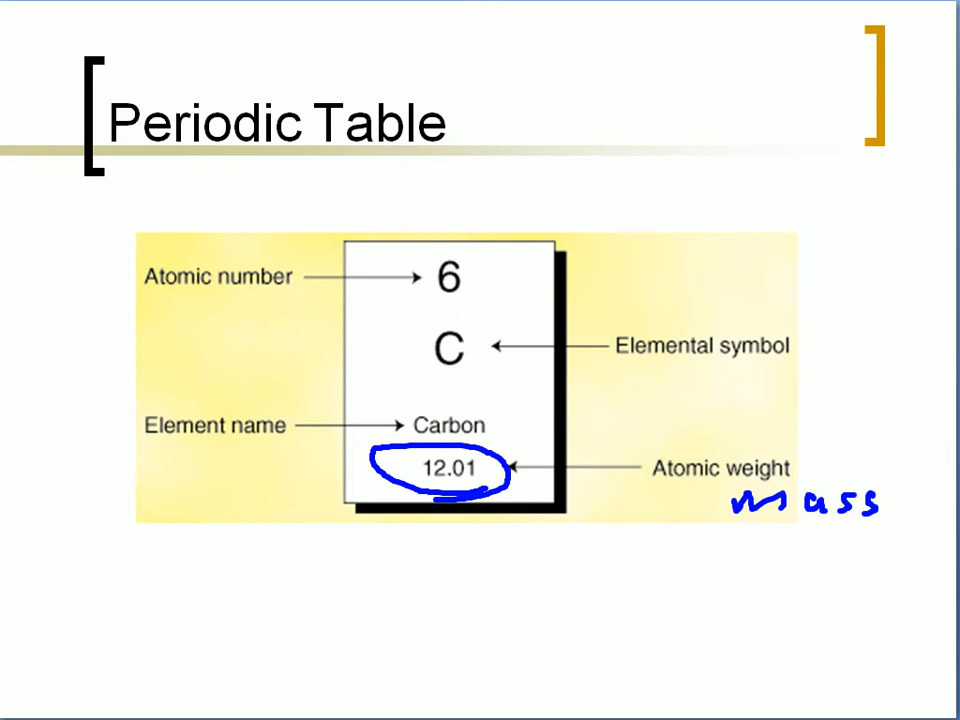 Periodic Table
Atomic number
6
C
Elemental symbol
Element name
Carbon
12.01
Atomic weight
mass